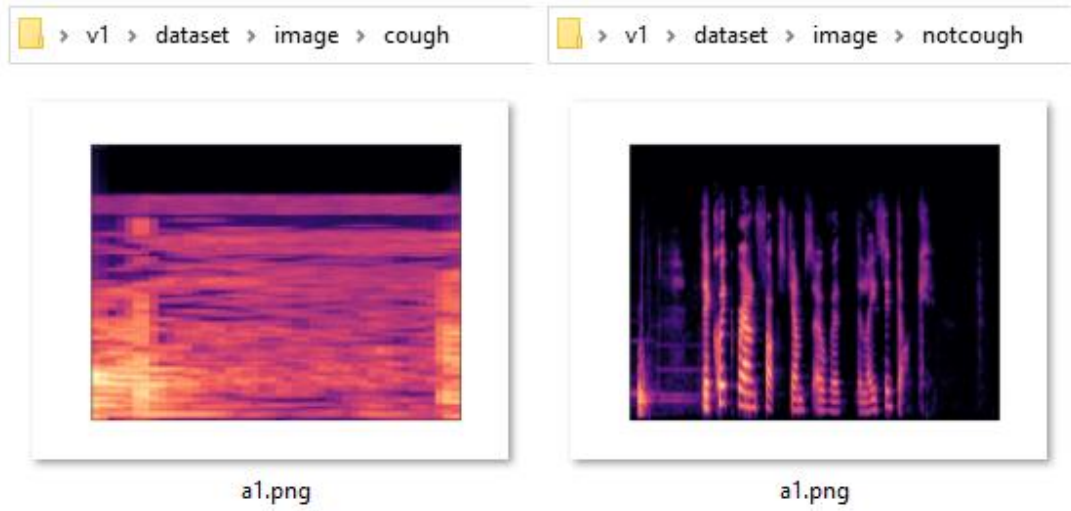 > v1 > dataset > image > cough
> v1 > dataset > image > notcough
a1.png
a1.png